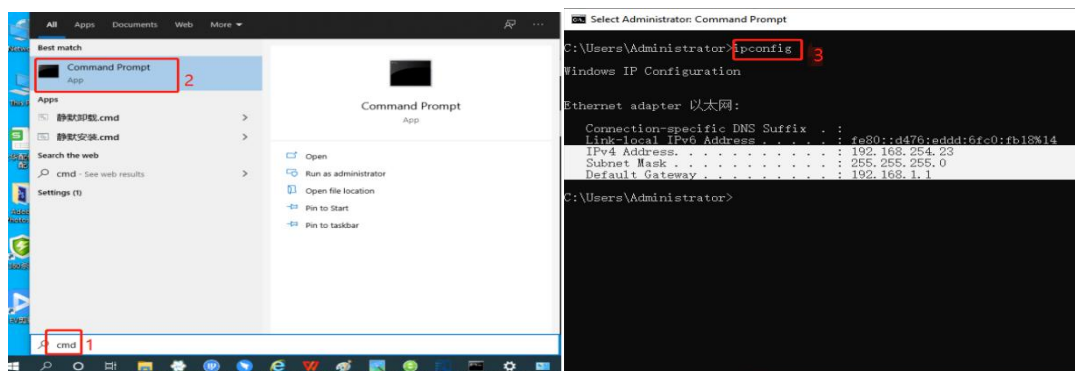 All Apps Documents Web More
Best match
Command Prompt
App
2
Apps
静默卸载.cmd
静默安装.cmd
Search the web
cmd - See web results
Settings (1)
Command Prompt
App
Open
Run as administrator
Open file location
Pin to Start
Pin to taskbar
cmd 1
Select Administrator: Command Prompt
C:\Users\Administrator>ipconfig
3
Windows IP Configuration
Ethernet adapter 以太网:
Connection-specific DNS Suffix . :
Link-local IPv6 Address . . . . . : fe80::d476:eddd:6fc0:fb18%14
IPv4 Address. . . . . . . . . . . : 192.168.254.23
Subnet Mask . . . . . . . . . . . : 255.255.255.0
Default Gateway . . . . . . . . . : 192.168.1.1
C:\Users\Administrator>